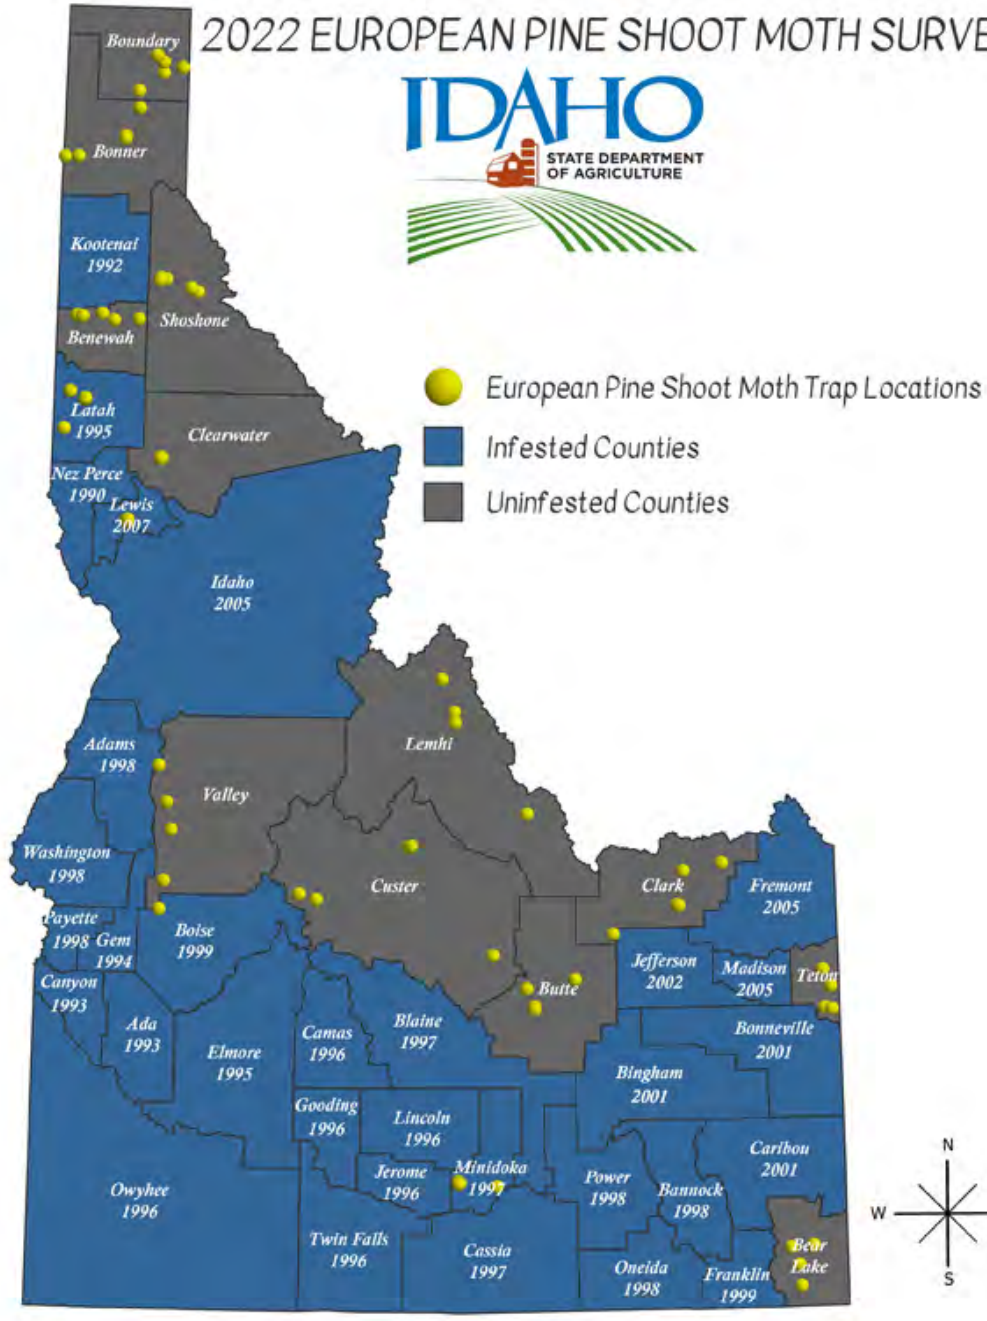 2022 EUROPEAN PINE SHOOT MOTH SURVE
IDAHO
STATE DEPARTMENT
OF AGRICULTURE
Boundary
Bonner
Kootenai
1992
Shoshone
Benewah
European Pine Shoot Moth Trap Locations
Infested Counties
Uninfested Counties
Latah
1995
Clearwater
Nez Perce
1990
Lewis
2007
Idaho
2005
Lemhi
Adams
1998
Valley
Washington
1998
Custer
Clark
Fremont
2005
Payette
1998
Gem
1994
Boise
1999
Jefferson
2002
Madison
2005
Teton
Canyon
1993
Butte
Ada
1993
Elmore
1995
Camas
1996
Blaine
1997
Bonneville
2001
Bingham
2001
Gooding
1996
Lincoln
1996
Jerome
1996
Minidoka
1997
Caribou
2001
Power
1998
Bannock
1998
Owyhee
1996
Twin Falls
1996
Cassia
1997
Oneida
1998
Franklin
1999
Bear
Lake
N
W
S